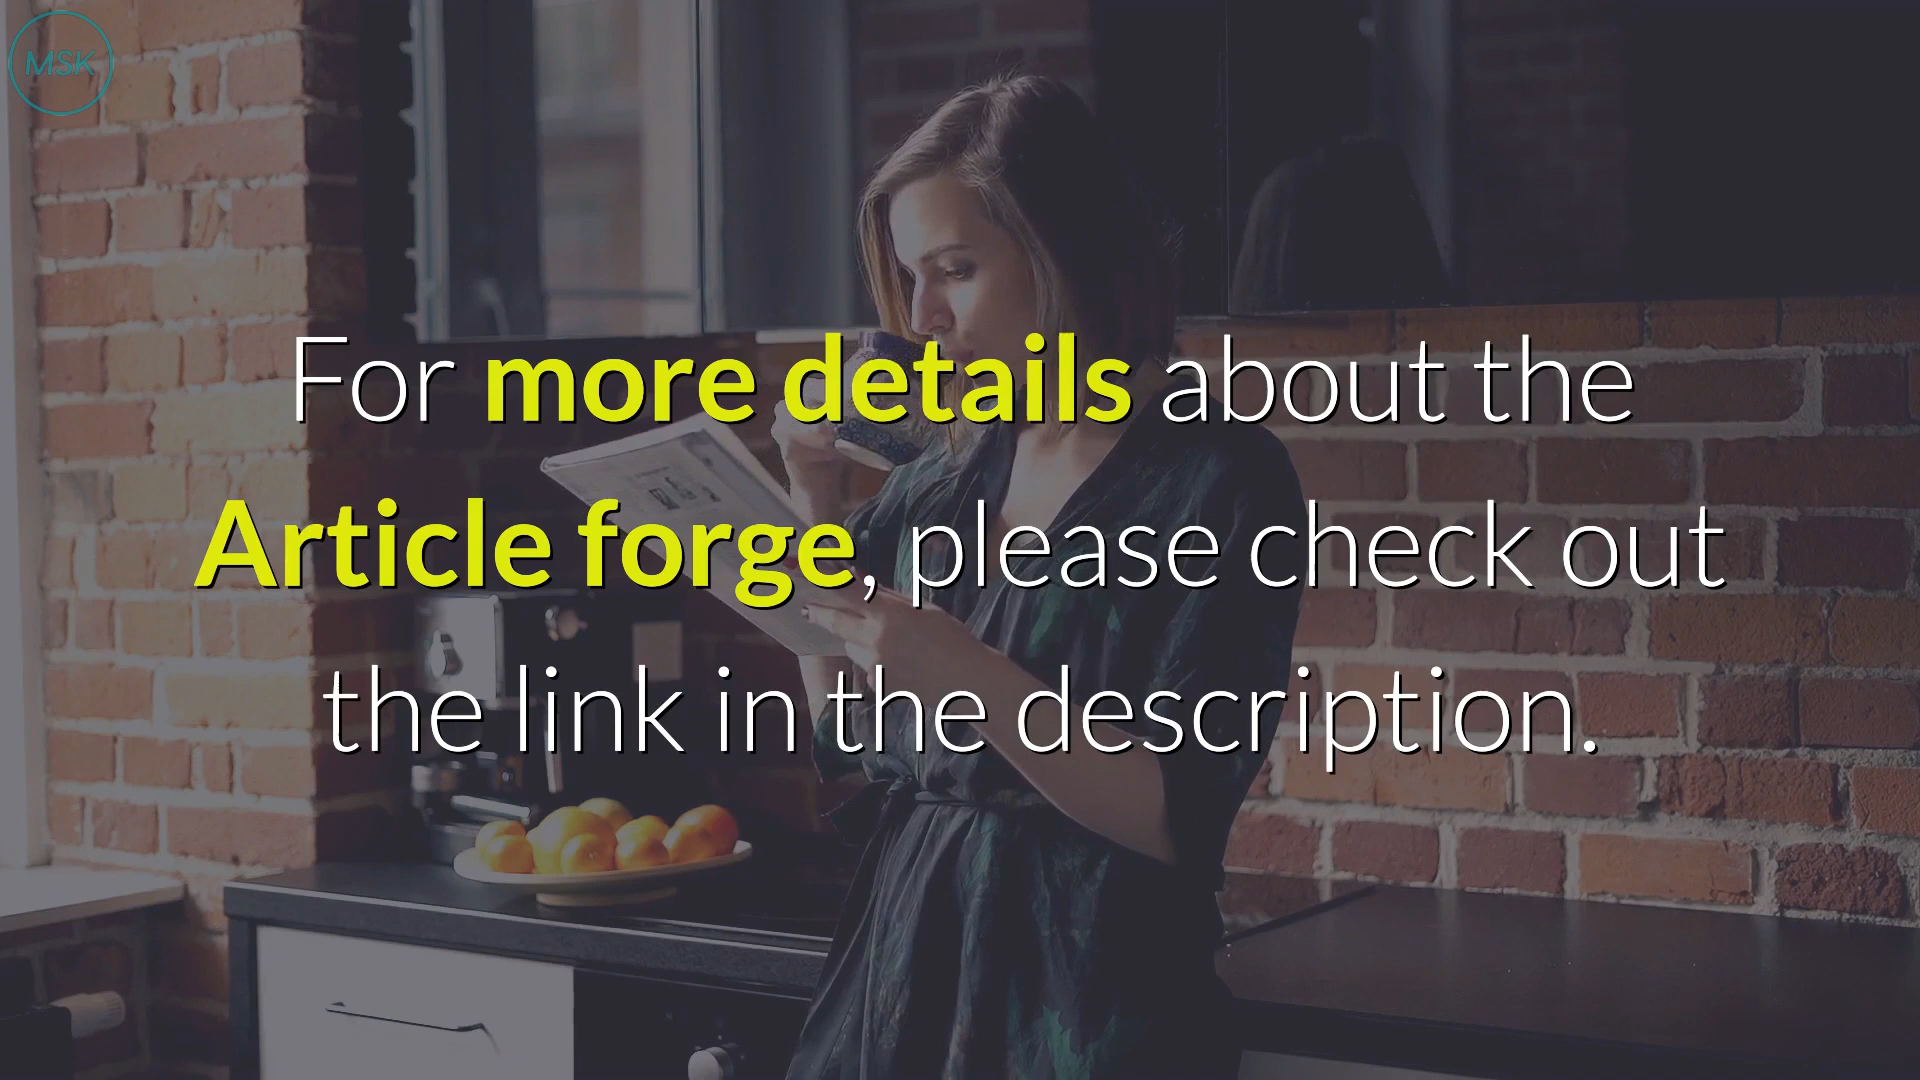 MSK
For more details about the
Article forge, please check out
the link in the description.